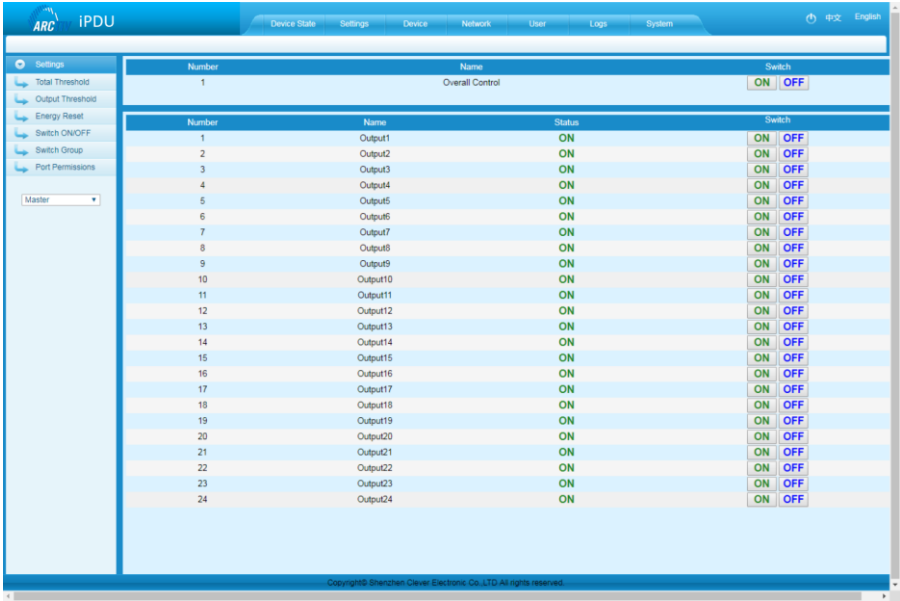 ARC iPDU
Device State Settings Device Network User Logs System
中文 English
Settings
Total Threshold
Output Threshold
Energy Reset
Switch ON/OFF
Switch Group
Port Permissions
Master
Number Name Switch
1 Overall Control ON OFF
Number Name Status Switch
1 Output1 ON ON OFF
2 Output2 ON ON OFF
3 Output3 ON ON OFF
4 Output4 ON ON OFF
5 Output5 ON ON OFF
6 Output6 ON ON OFF
7 Output7 ON ON OFF
8 Output8 ON ON OFF
9 Output9 ON ON OFF
10 Output10 ON ON OFF
11 Output11 ON ON OFF
12 Output12 ON ON OFF
13 Output13 ON ON OFF
14 Output14 ON ON OFF
15 Output15 ON ON OFF
16 Output16 ON ON OFF
17 Output17 ON ON OFF
18 Output18 ON ON OFF
19 Output19 ON ON OFF
20 Output20 ON ON OFF
21 Output21 ON ON OFF
22 Output22 ON ON OFF
23 Output23 ON ON OFF
24 Output24 ON ON OFF
Copyright© Shenzhen Clever Electronic Co.,LTD All rights reserved.